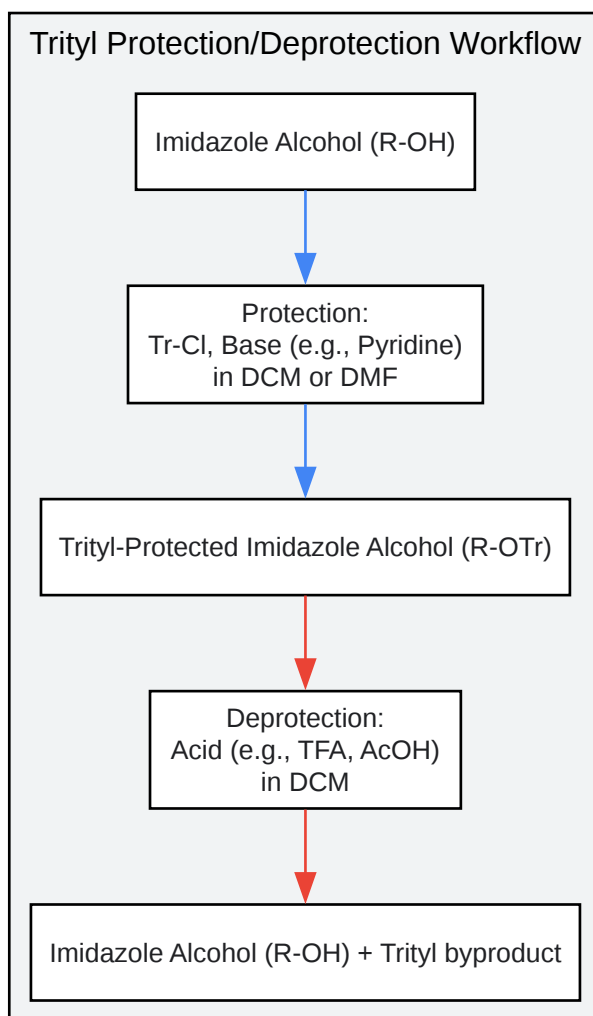 Trityl Protection/Deprotection Workflow
Imidazole Alcohol (R-OH)
Protection:
Tr-Cl, Base (e.g., Pyridine)
in DCM or DMF
Trityl-Protected Imidazole Alcohol (R-OTr)
Deprotection:
Acid (e.g., TFA, AcOH)
in DCM
Imidazole Alcohol (R-OH) + Trityl byproduct